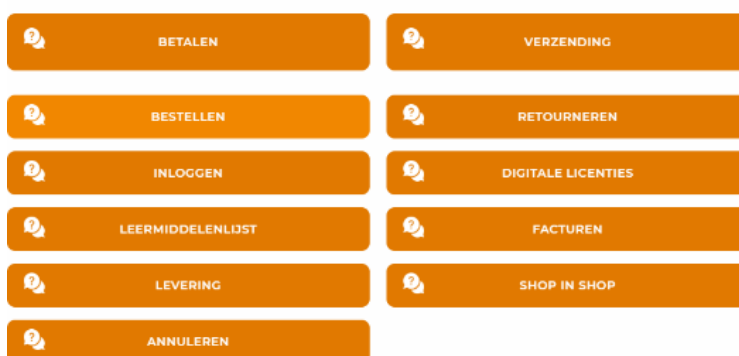 BETALEN
VERZENDING
BESTELLEN
RETOURNEREN
INLOGGEN
DIGITALE LICENTIES
LEERMIDDELENLIJST
FACTUREN
LEVERING
SHOP IN SHOP
ANNULEREN